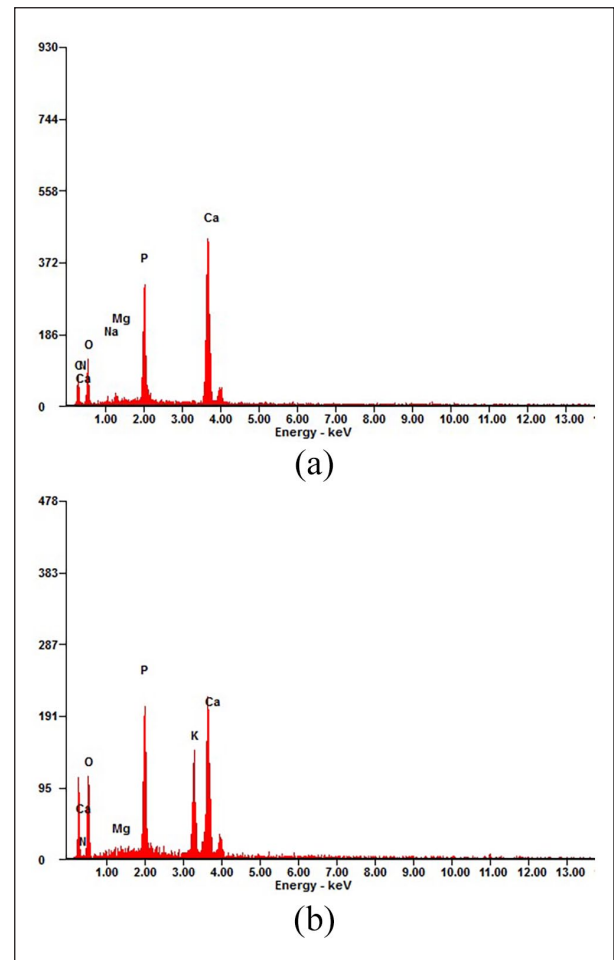 930
744
558
372
186
0
Ca
P
Mg
Na
O
C N
Ca
1.00 2.00 3.00 4.00 5.00 6.00 7.00 8.00 9.00 10.00 11.00 12.00 13.00
Energy - keV
(a)
478
383
287
191
95
0
P
Ca
K
O
Ca
Mg
N
1.00 2.00 3.00 4.00 5.00 6.00 7.00 8.00 9.00 10.00 11.00 12.00 13.00
Energy - keV
(b)